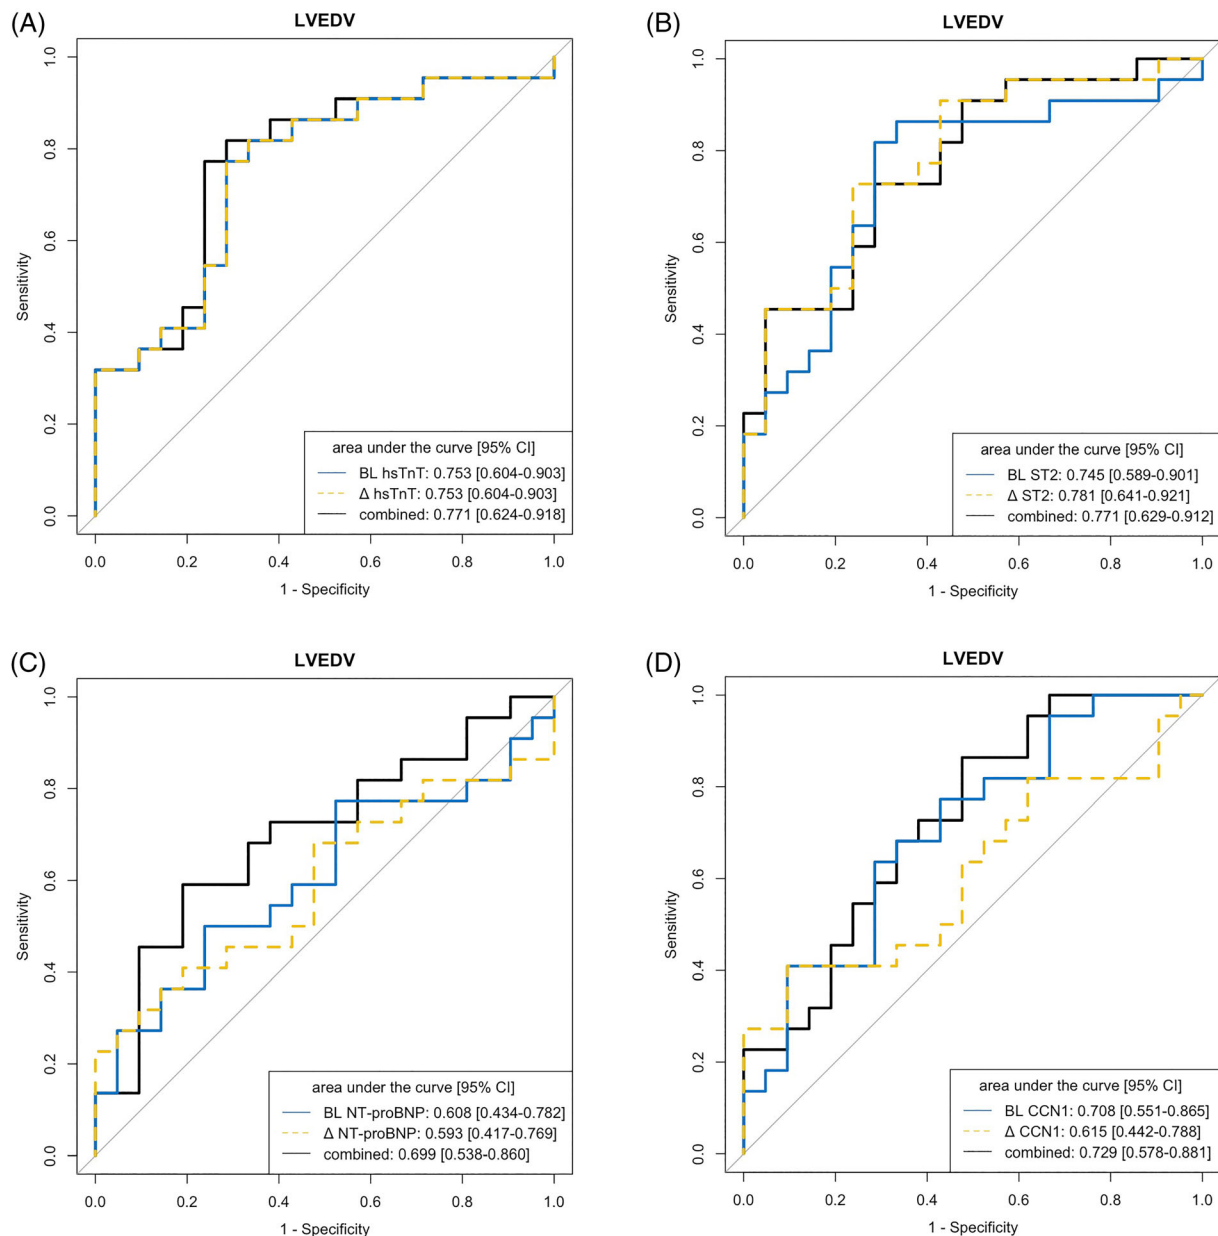 (A)
LVEDV
Sensitivity
0.0 0.2 0.4 0.6 0.8 1.0
area under the curve [95% CI]
BL hsTnT: 0.753 [0.604-0.903]
Δ hsTnT: 0.753 [0.604-0.903]
combined: 0.771 [0.624-0.918]
0.0 0.2 0.4 0.6 0.8 1.0
1 - Specificity
(B)
LVEDV
Sensitivity
0.0 0.2 0.4 0.6 0.8 1.0
area under the curve [95% CI]
BL ST2: 0.745 [0.589-0.901]
Δ ST2: 0.781 [0.641-0.921]
combined: 0.771 [0.629-0.912]
0.0 0.2 0.4 0.6 0.8 1.0
1 - Specificity
(C)
LVEDV
Sensitivity
0.0 0.2 0.4 0.6 0.8 1.0
area under the curve [95% CI]
BL NT-proBNP: 0.608 [0.434-0.782]
Δ NT-proBNP: 0.593 [0.417-0.769]
combined: 0.699 [0.538-0.860]
0.0 0.2 0.4 0.6 0.8 1.0
1 - Specificity
(D)
LVEDV
Sensitivity
0.0 0.2 0.4 0.6 0.8 1.0
area under the curve [95% CI]
BL CCN1: 0.708 [0.551-0.865]
Δ CCN1: 0.615 [0.442-0.788]
combined: 0.729 [0.578-0.881]
0.0 0.2 0.4 0.6 0.8 1.0
1 - Specificity